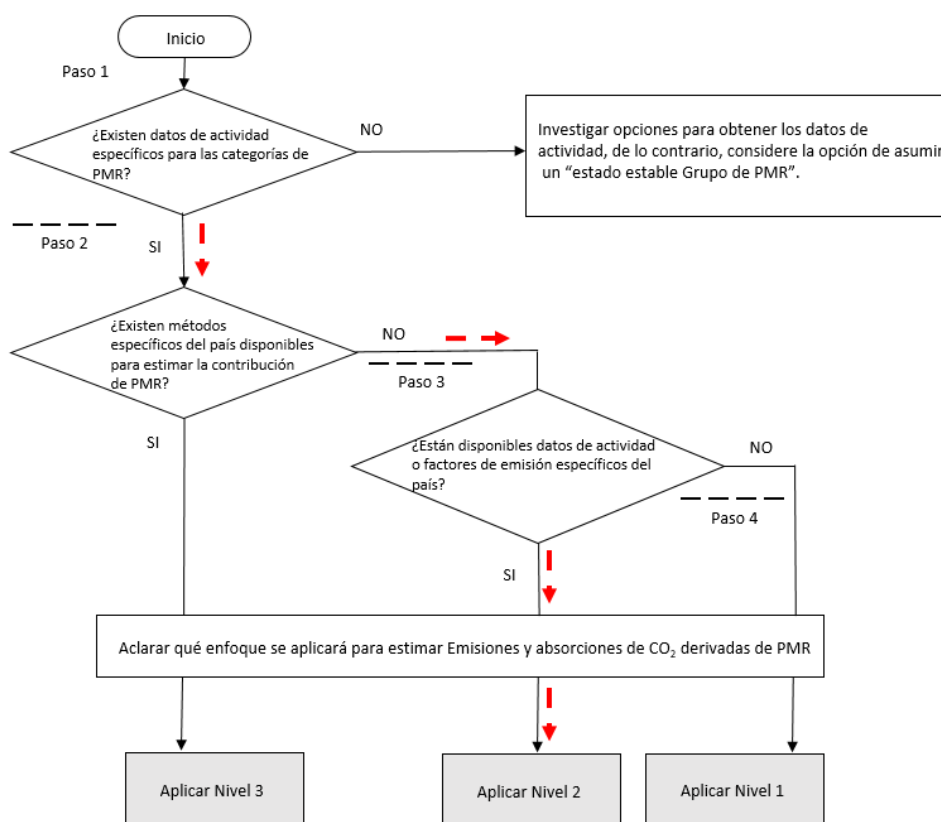 Inicio
Paso 1
¿Existen datos de actividad
específicos para las categorías de
PMR?
NO
Investigar opciones para obtener los datos de
actividad, de lo contrario, considere la opción de asumir
un “estado estable Grupo de PMR”.
Paso 2
SI
¿Existen métodos
específicos del país disponibles
para estimar la contribución
de PMR?
NO
Paso 3
SI
¿Están disponibles datos de actividad
o factores de emisión específicos del
país?
NO
Paso 4
SI
Aclarar qué enfoque se aplicará para estimar Emisiones y absorciones de CO₂ derivadas de PMR
Aplicar Nivel 3
Aplicar Nivel 2
Aplicar Nivel 1